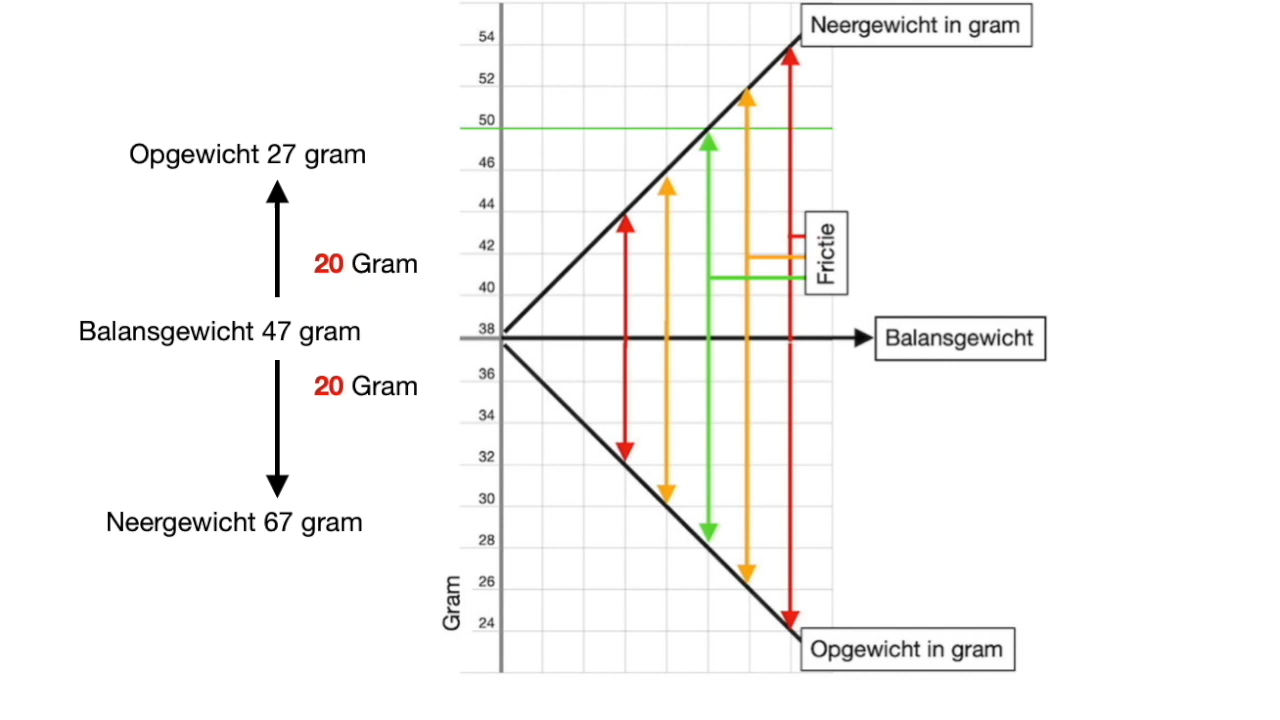 Opgewicht 27 gram
20 Gram
Balansgewicht 47 gram
20 Gram
Neergewicht 67 gram
Neergewicht in gram
54
52
50
46
44
42
40
38
36
34
32
30
28
26
24
Gram
Frictie
Balansgewicht
Opgewicht in gram